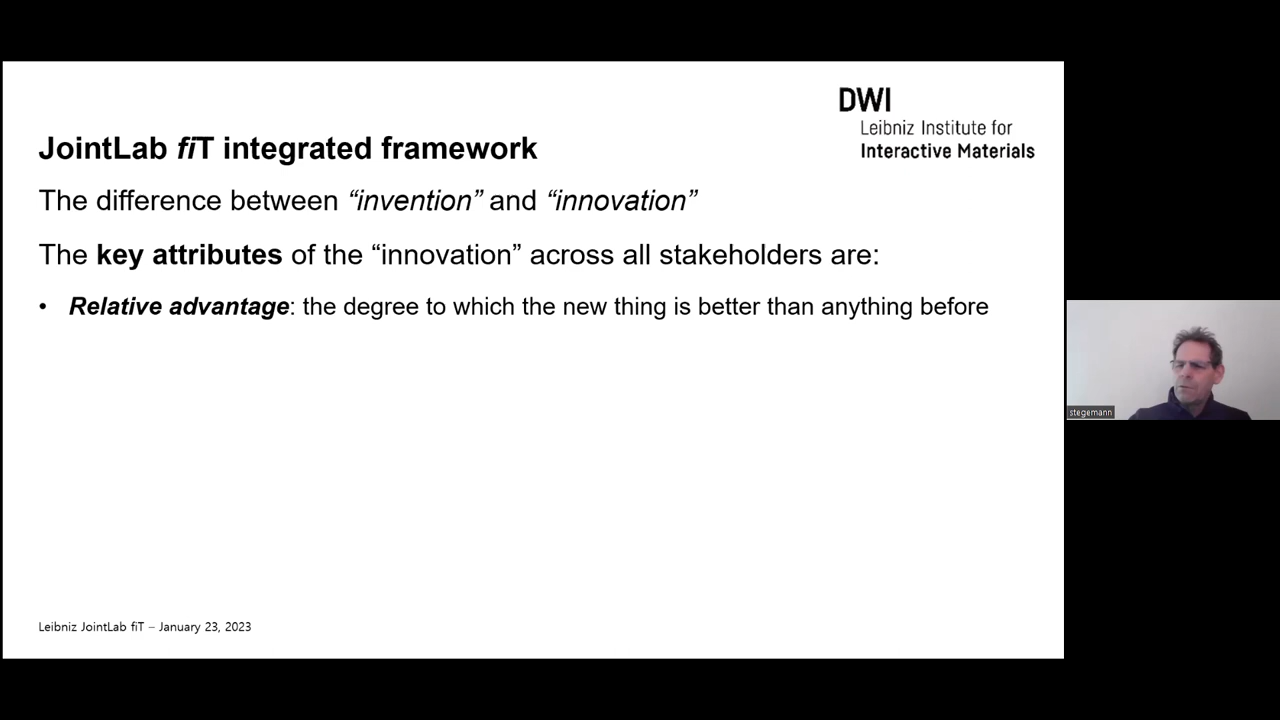 DWI
Leibniz Institute for
Interactive Materials
JointLab fiT integrated framework
The difference between “invention” and “innovation”
The key attributes of the “innovation” across all stakeholders are:
• Relative advantage: the degree to which the new thing is better than anything before
stegemann
Leibniz JointLab fiT – January 23, 2023